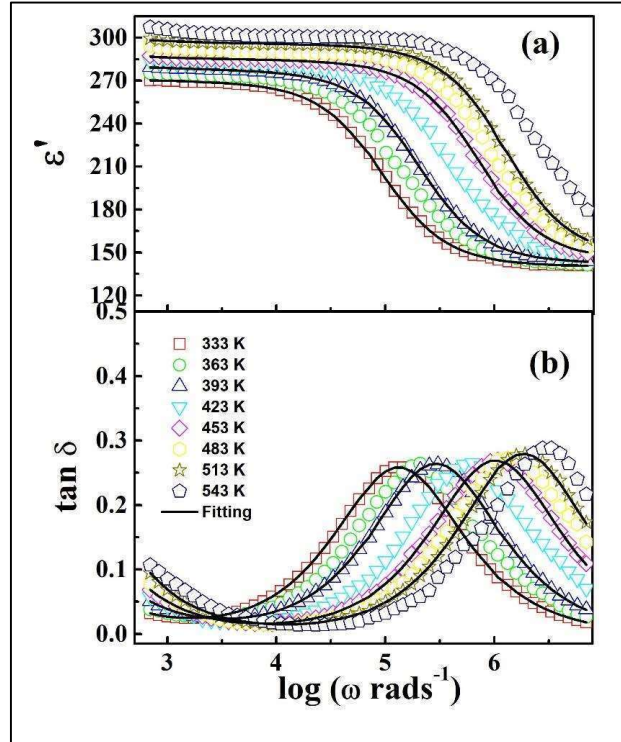 (a)
300
270
240
210
180
150
120
ε'
0.5
(b)
0.4
0.3
0.2
0.1
0.0
tan δ
333 K
363 K
393 K
423 K
453 K
483 K
513 K
543 K
Fitting
3 4 5 6
log (ω rads⁻¹)